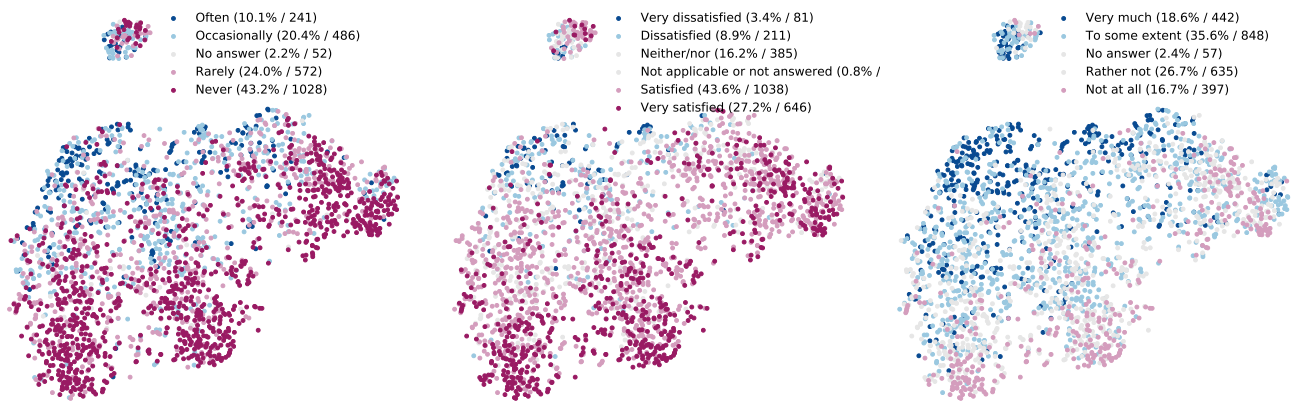 Often (10.1% / 241)
Occasionally (20.4% / 486)
No answer (2.2% / 52)
Rarely (24.0% / 572)
Never (43.2% / 1028)
Very dissatisfied (3.4% / 81)
Dissatisfied (8.9% / 211)
Neither/nor (16.2% / 385)
Not applicable or not answered (0.8% /
Satisfied (43.6% / 1038)
Very satisfied (27.2% / 646)
Very much (18.6% / 442)
To some extent (35.6% / 848)
No answer (2.4% / 57)
Rather not (26.7% / 635)
Not at all (16.7% / 397)